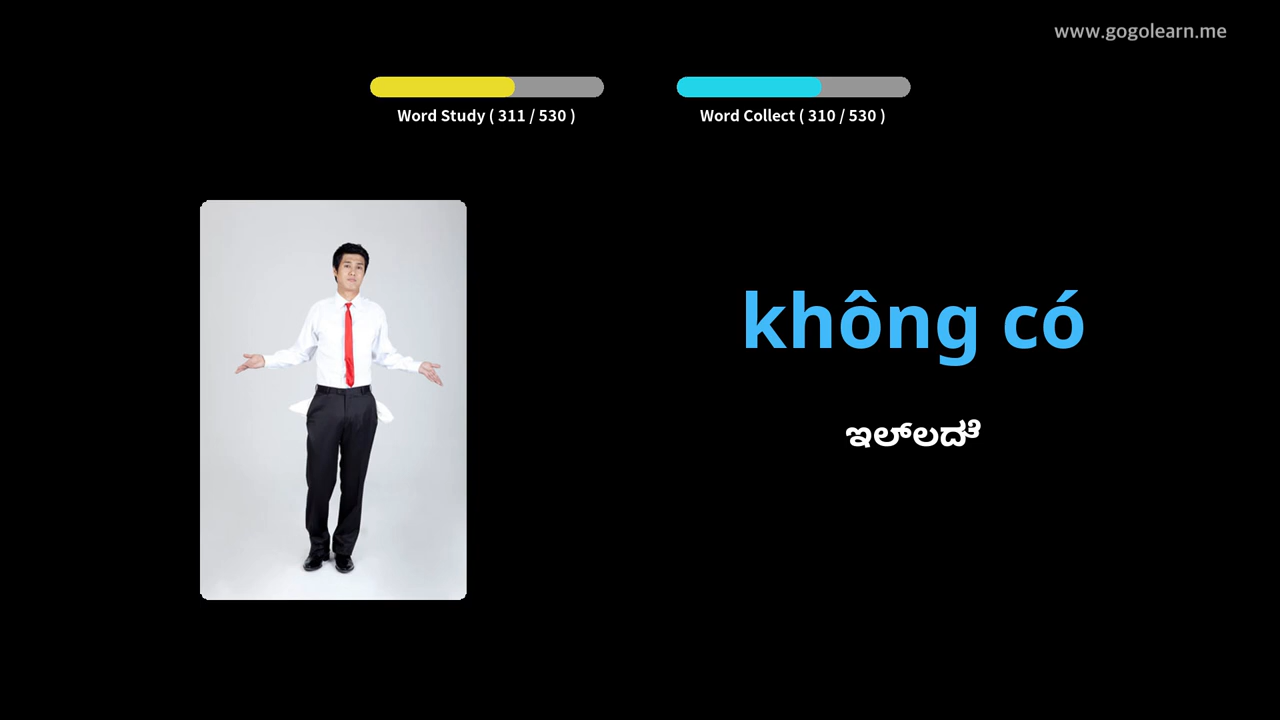 www.gogolearn.me
Word Study ( 311 / 530 )
Word Collect ( 310 / 530 )
không có
ಇಲ್ಲದೆ